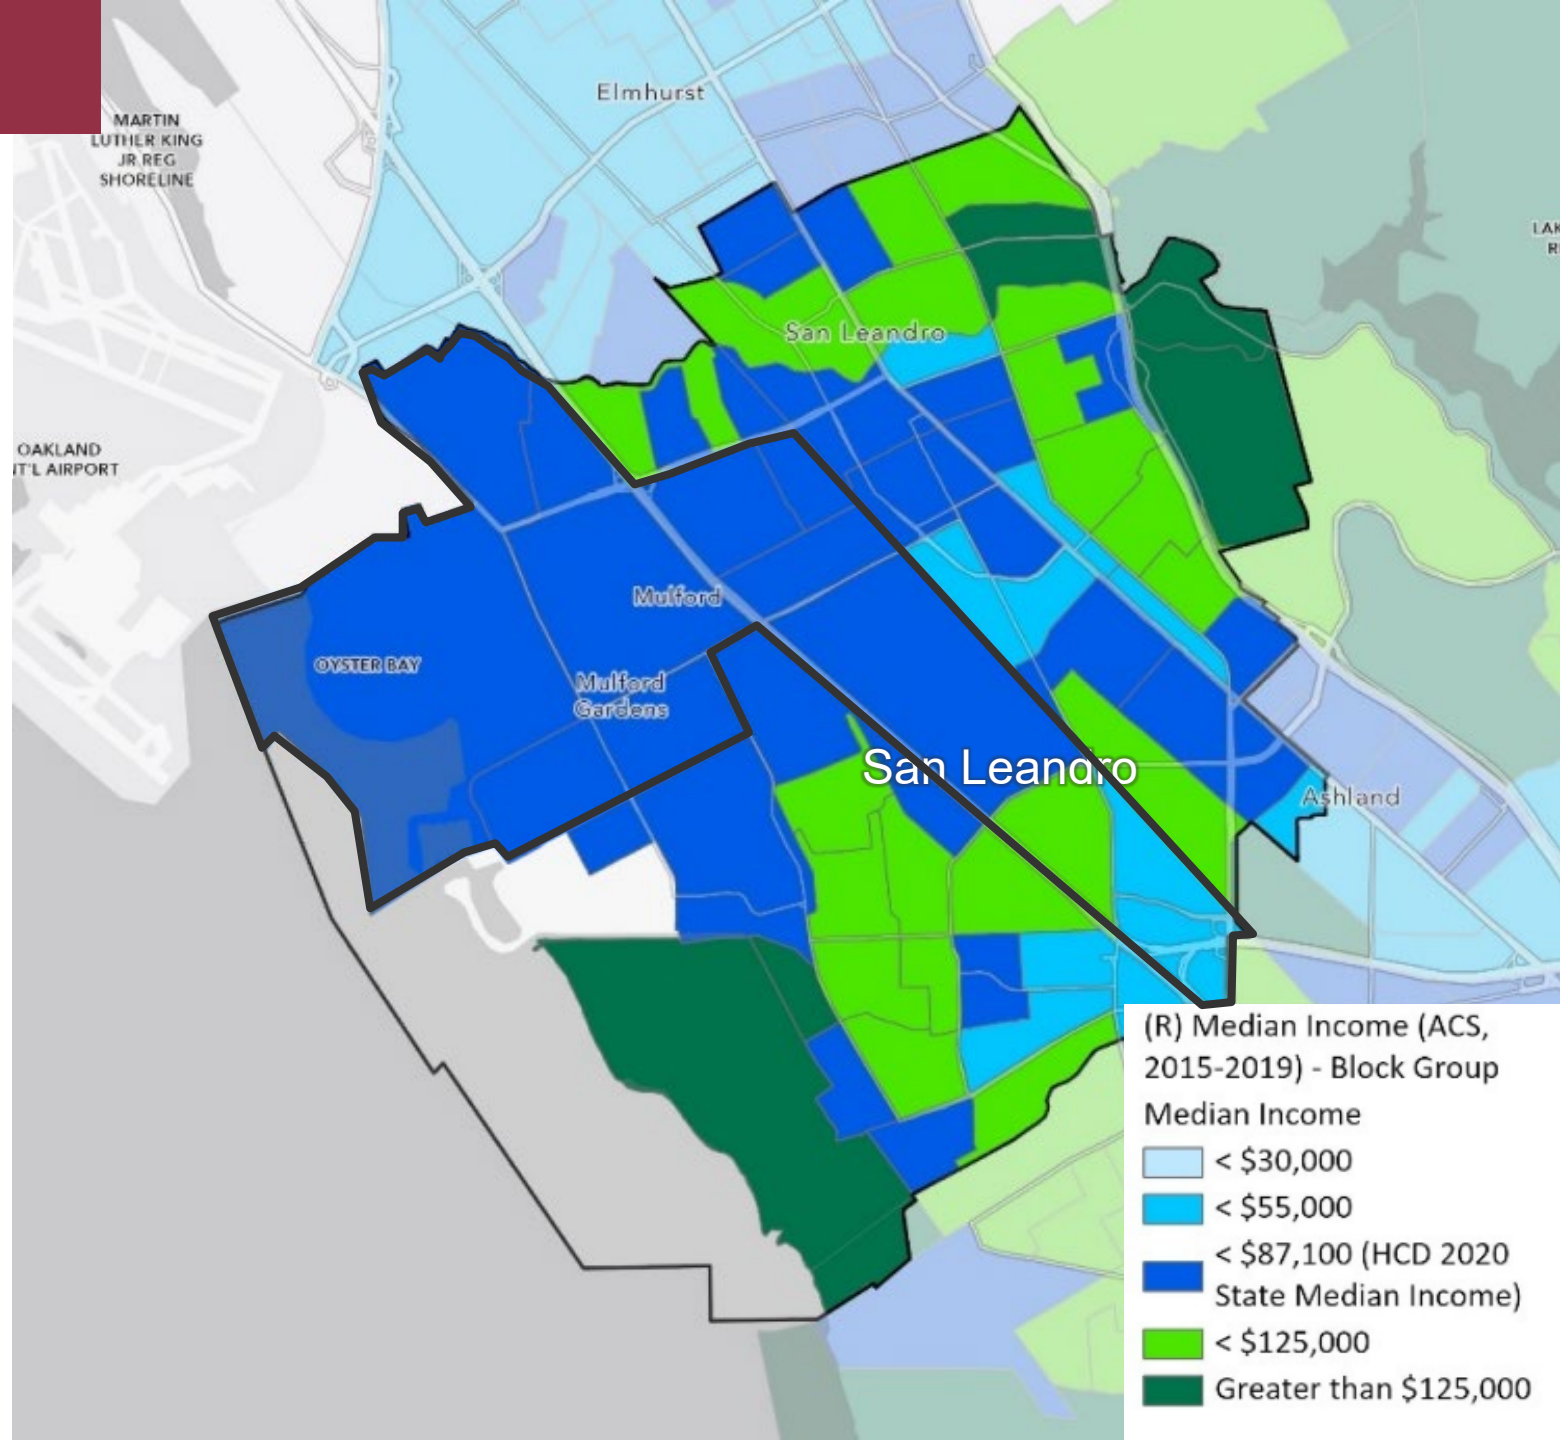 Elmhurst
MARTIN
LUTHER KING
JR REG
SHORELINE
San Leandro
OAKLAND
NT'L AIRPORT
Mulford
OYSTER BAY
Mulford
Gardens
San Leandro
Ashland
(R) Median Income (ACS,
2015-2019) - Block Group
Median Income
< $30,000
< $55,000
< $87,100 (HCD 2020
State Median Income)
< $125,000
Greater than $125,000